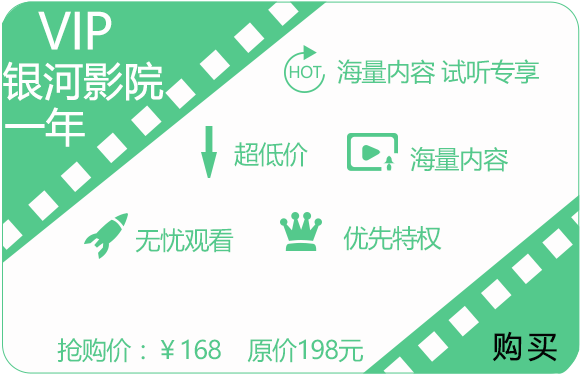 VIP
银河影院
一年
HOT
海量内容 试听专享
超低价
海量内容
无忧观看
优先特权
抢购价：￥168 原价198元
购买